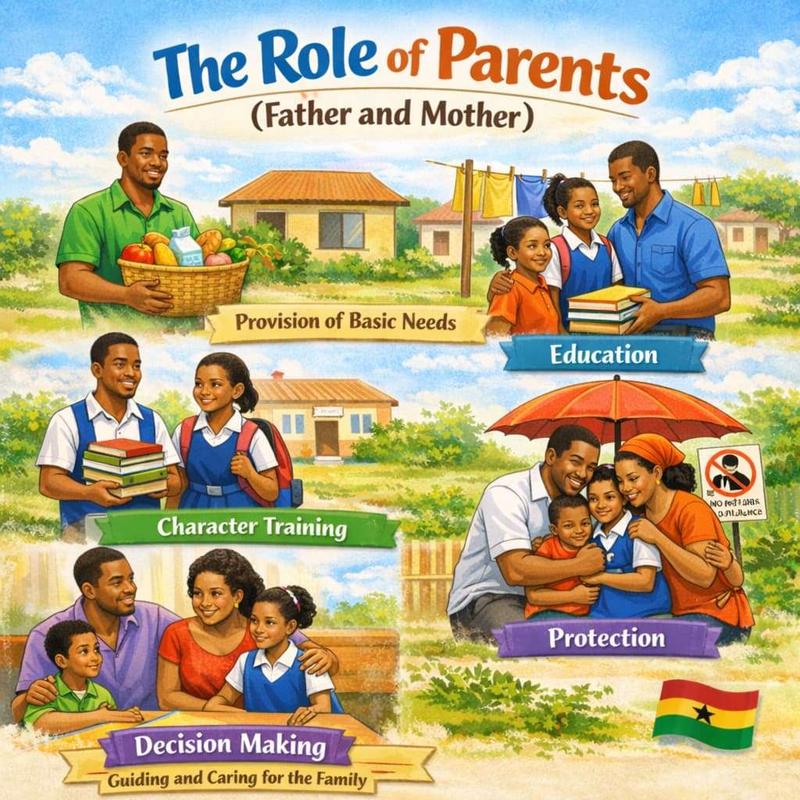 The Role of Parents
(Father and Mother)
Provision of Basic Needs
Education
Character Training
Protection
Decision Making
Guiding and Caring for the Family